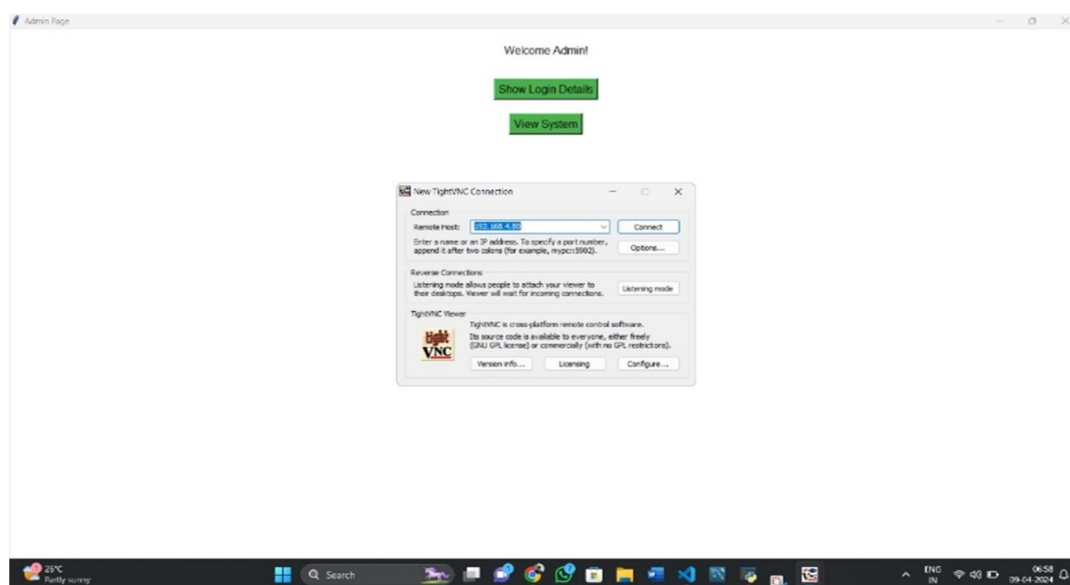 Admin Page
Welcome Admin!
Show Login Details
View System
New TightVNC Connection
Connection
Remote Host: 192.168.4.80
Connect
Enter a name or an IP address. To specify a port number,
append it after two colons (for example, mypc::5902).
Options...
Reverse Connections
Listening mode allows people to attach your viewer to
their desktops. Viewer will wait for incoming connections.
Listening mode
TightVNC Viewer
tight
VNC
TightVNC is cross-platform remote control software.
Its source code is available to everyone, either freely
(GNU GPL license) or commercially (with no GPL restrictions).
Version info...
Licensing
Configure...
25°C
Partly sunny
Search
ENG
IN
06:58
09-04-2024